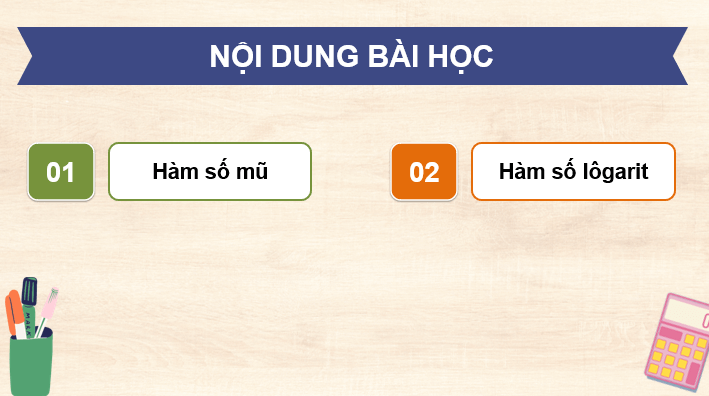 NỘI DUNG BÀI HỌC
01
Hàm số mũ
02
Hàm số lôgarit